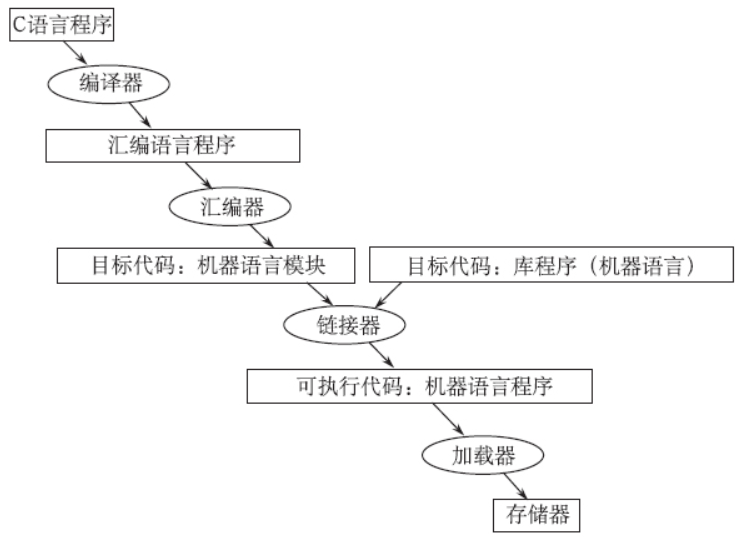 C语言程序
编译器
汇编语言程序
汇编器
目标代码：机器语言模块
目标代码：库程序（机器语言）
链接器
可执行代码：机器语言程序
加载器
存储器